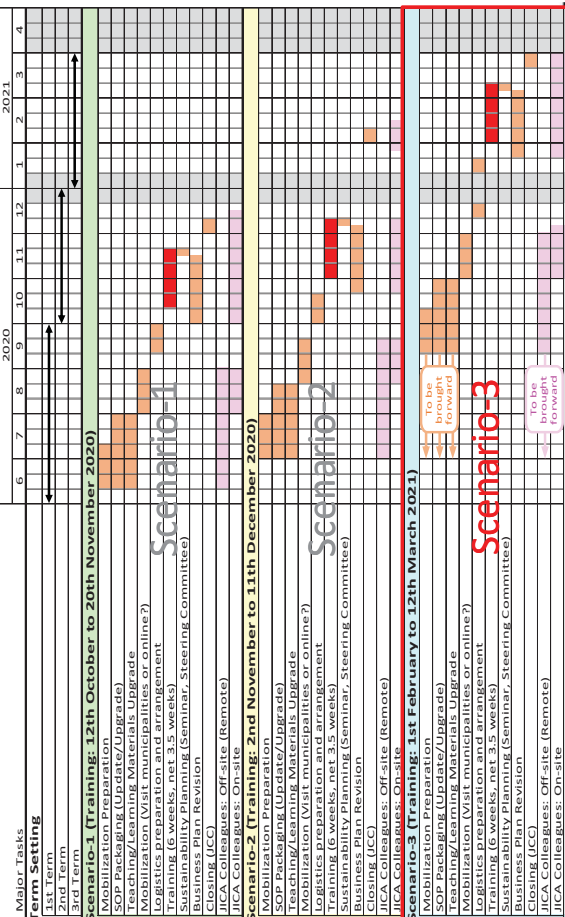 Major Tasks
2020
2021
6 7 8 9 10 11 12 1 2 3 4
Term Setting
1st Term
2nd Term
3rd Term
Scenario-1 (Training: 12th October to 20th November 2020)
Mobilization Preparation
SOP Packaging (Update/Upgrade)
Teaching/Learning Materials Upgrade
Mobilization (Visit municipalities or online?)
Logistics preparation and arrangement
Training (6 weeks, net 3.5 weeks)
Sustainability Planning (Seminar, Steering Committee)
Business Plan Revision
Closing (JCC)
JICA Colleagues: Off-site (Remote)
JICA Colleagues: On-site
Scenario-1
Scenario-2 (Training: 2nd November to 11th December 2020)
Mobilization Preparation
SOP Packaging (Update/Upgrade)
Teaching/Learning Materials Upgrade
Mobilization (Visit municipalities or online?)
Logistics preparation and arrangement
Training (6 weeks, net 3.5 weeks)
Sustainability Planning (Seminar, Steering Committee)
Business Plan Revision
Closing (JCC)
JICA Colleagues: Off-site (Remote)
JICA Colleagues: On-site
Scenario-2
Scenario-3 (Training: 1st February to 12th March 2021)
Mobilization Preparation
SOP Packaging (Update/Upgrade)
Teaching/Learning Materials Upgrade
Mobilization (Visit municipalities or online?)
Logistics preparation and arrangement
Training (6 weeks, net 3.5 weeks)
Sustainability Planning (Seminar, Steering Committee)
Business Plan Revision
Closing (JCC)
JICA Colleagues: Off-site (Remote)
JICA Colleagues: On-site
To be
brought
forward
Scenario-3
To be
brought
forward